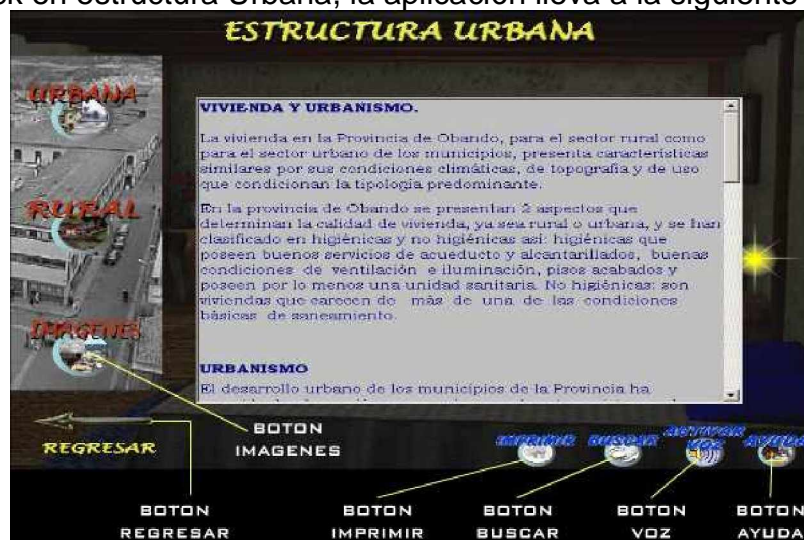 en estructura Urbana, la aplicación lleva a la siguiente
ESTRUCTURA URBANA
URBANA
RURAL
IMAGENES
VIVIENDA Y URBANISMO.
La vivienda en la Provincia de Obando, para el sector rural como
para el sector urbano de los municipios, presenta características
similares por sus condiciones climáticas, de topografía y de uso
que condicionan la tipología predominante.
En la provincia de Obando se presentan 2 aspectos que
determinan la calidad de vivienda, ya sea rural o urbana, y se han
clasificado en higiénicas y no higiénicas asi: higiénicas que
poseen buenos servicios de acueducto y alcantarillados, buenas
condiciones de ventilación e iluminación, pisos acabados y
poseen por lo menos una unidad sanitaria. No higiénicas: son
viviendas que carecen de más de una de las condiciones
básicas de saneamiento.
URBANISMO
El desarrollo urbano de los municipios de la Provincia ha
REGRESAR
BOTON
IMAGENES
IMPRIMIR
BUSCAR
ACTIVAR
VOZ
AYUDA
BOTON
REGRESAR
BOTON
IMPRIMIR
BOTON
BUSCAR
BOTON
VOZ
BOTON
AYUDA